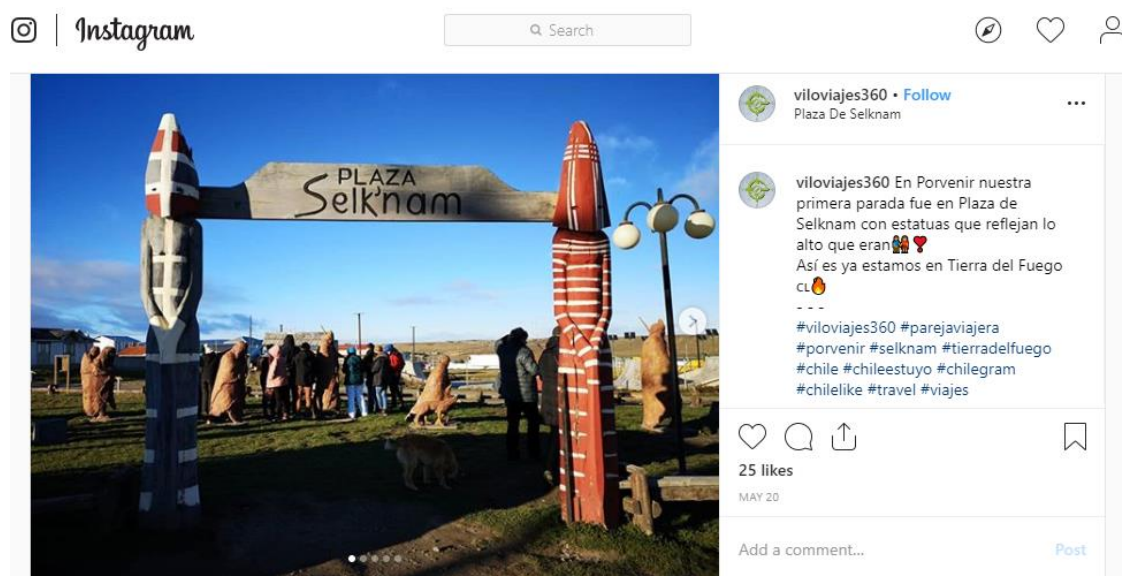 Instagram
Search
PLAZA
Selk'nam
viloviajes360 • Follow
Plaza De Selknam
viloviajes360 En Porvenir nuestra
primera parada fue en Plaza de
Selknam con estatuas que reflejan lo
alto que eran👫❣️
Así es ya estamos en Tierra del Fuego
CL🔥
- - -
#viloviajes360 #parejaviajera
#porvenir #selknam #tierradelfuego
#chile #chileestuyo #chilegram
#chilelike #travel #viajes
25 likes
MAY 20
Add a comment...
Post